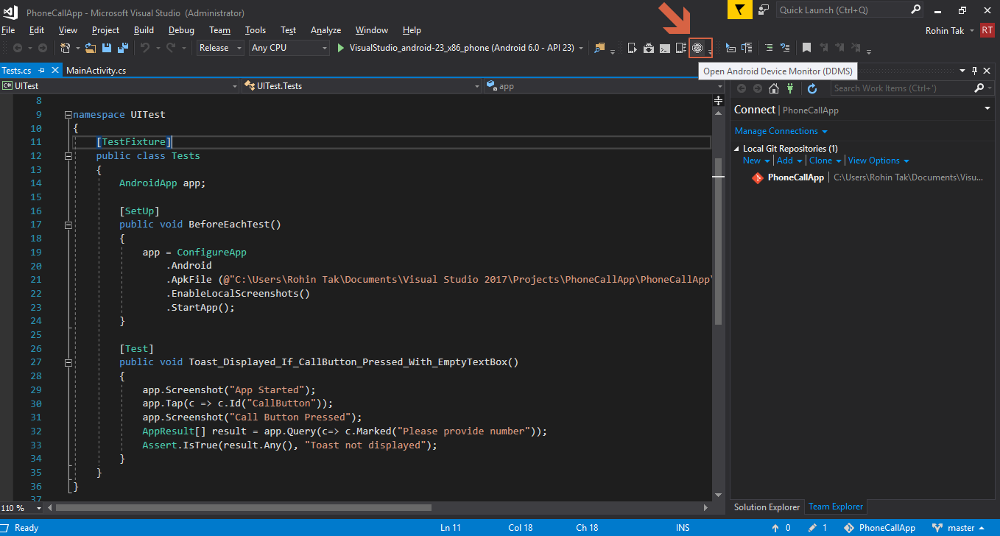 PhoneCallApp - Microsoft Visual Studio (Administrator)
Quick Launch (Ctrl+Q)
File Edit View Project Build Debug Team Tools Test Analyze Window Help
Rohin Tak RT
Release Any CPU VisualStudio_android-23_x86_phone (Android 6.0 - API 23)
Open Android Device Monitor (DDMS)
Tests.cs MainActivity.cs
UITest UITest.Tests app
Search Work Items (Ctrl+')
Connect | PhoneCallApp
Manage Connections
Local Git Repositories (1)
New Add Clone View Options
PhoneCallApp | C:\Users\Rohin Tak\Documents\Visu...
8
9 namespace UITest
10 {
11 [TestFixture]
12 public class Tests
13 {
14 AndroidApp app;
15
16 [SetUp]
17 public void BeforeEachTest()
18 {
19 app = ConfigureApp
20 .Android
21 .ApkFile (@"C:\Users\Rohin Tak\Documents\Visual Studio 2017\Projects\PhoneCallApp\PhoneCallApp\
22 .EnableLocalScreenshots()
23 .StartApp();
24 }
25
26 [Test]
27 public void Toast_Displayed_If_CallButton_Pressed_With_EmptyTextBox()
28 {
29 app.Screenshot("App Started");
30 app.Tap(c => c.Id("CallButton"));
31 app.Screenshot("Call Button Pressed");
32 AppResult[] result = app.Query(c=> c.Marked("Please provide number"));
33 Assert.IsTrue(result.Any(), "Toast not displayed");
34 }
35 }
36 }
37
110 %
Solution Explorer Team Explorer
Ready Ln 11 Col 18 Ch 18 INS 0 1 PhoneCallApp master